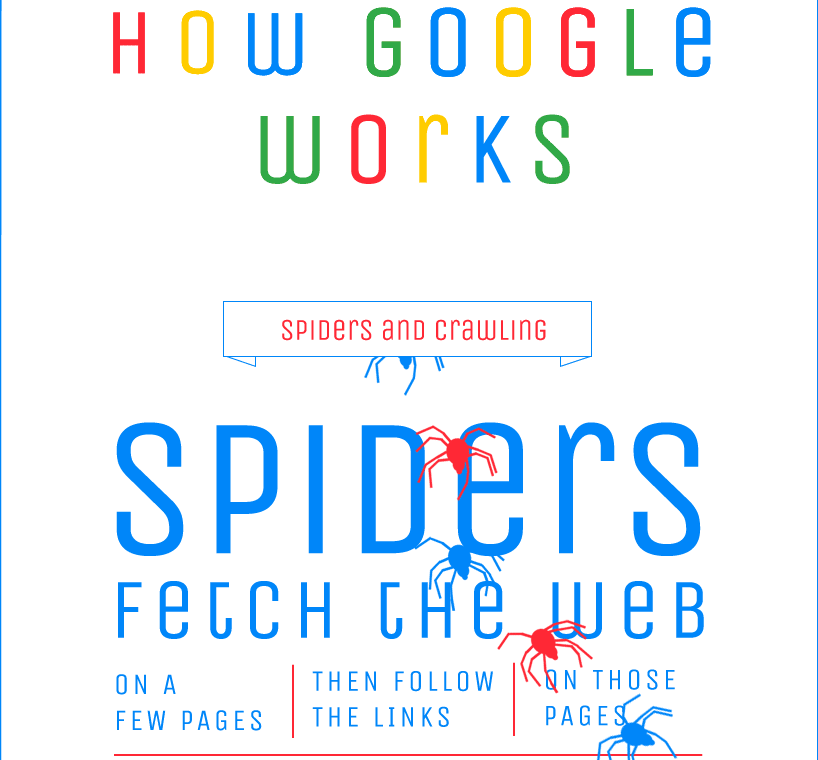 HOW GOOGLE
WORKS
SPIDERS AND CRAWLING
SPIDERS
FETCH THE WEB
ON A
FEW PAGES
THEN FOLLOW
THE LINKS
ON THOSE
PAGES